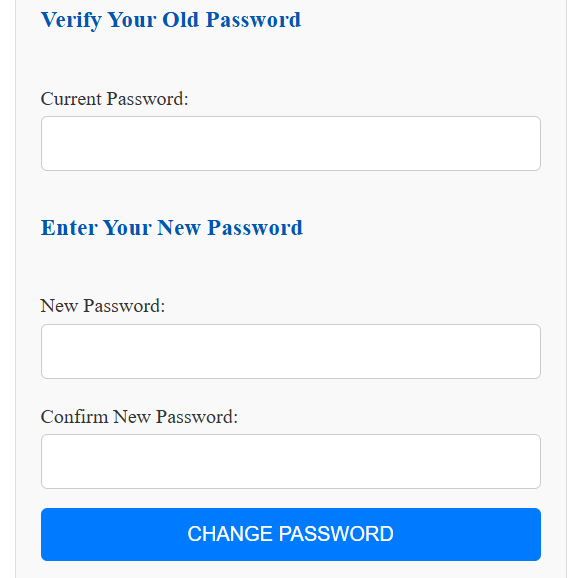 Verify Your Old Password
Current Password:
Enter Your New Password
New Password:
Confirm New Password:
CHANGE PASSWORD